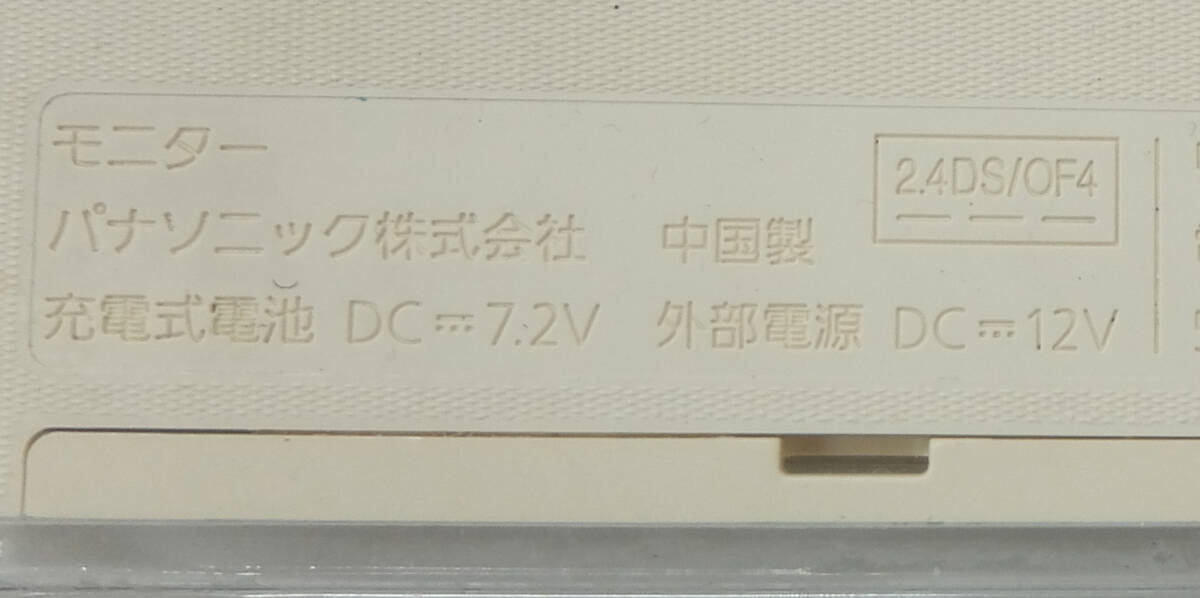 モニター
2.4DS/OF4
パナソニック株式会社 中国製
充電式電池 DC⎓7.2V 外部電源 DC⎓12V